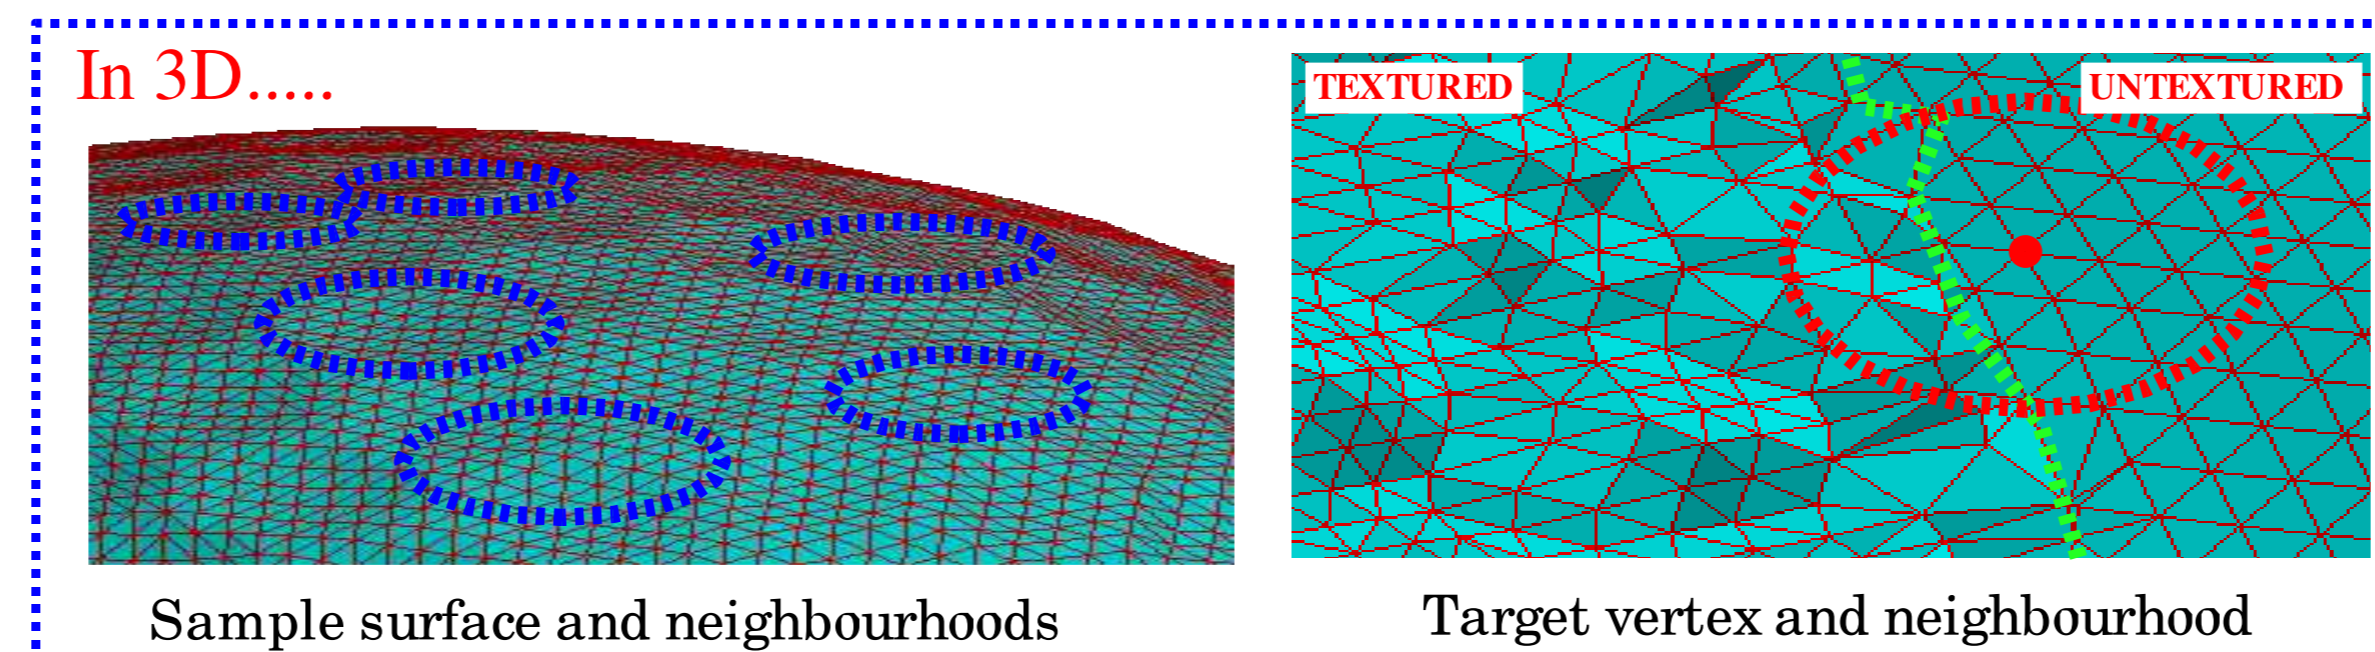 In 3D.....
TEXTURED
UNTEXTURED
Sample surface and neighbourhoods
Target vertex and neighbourhood